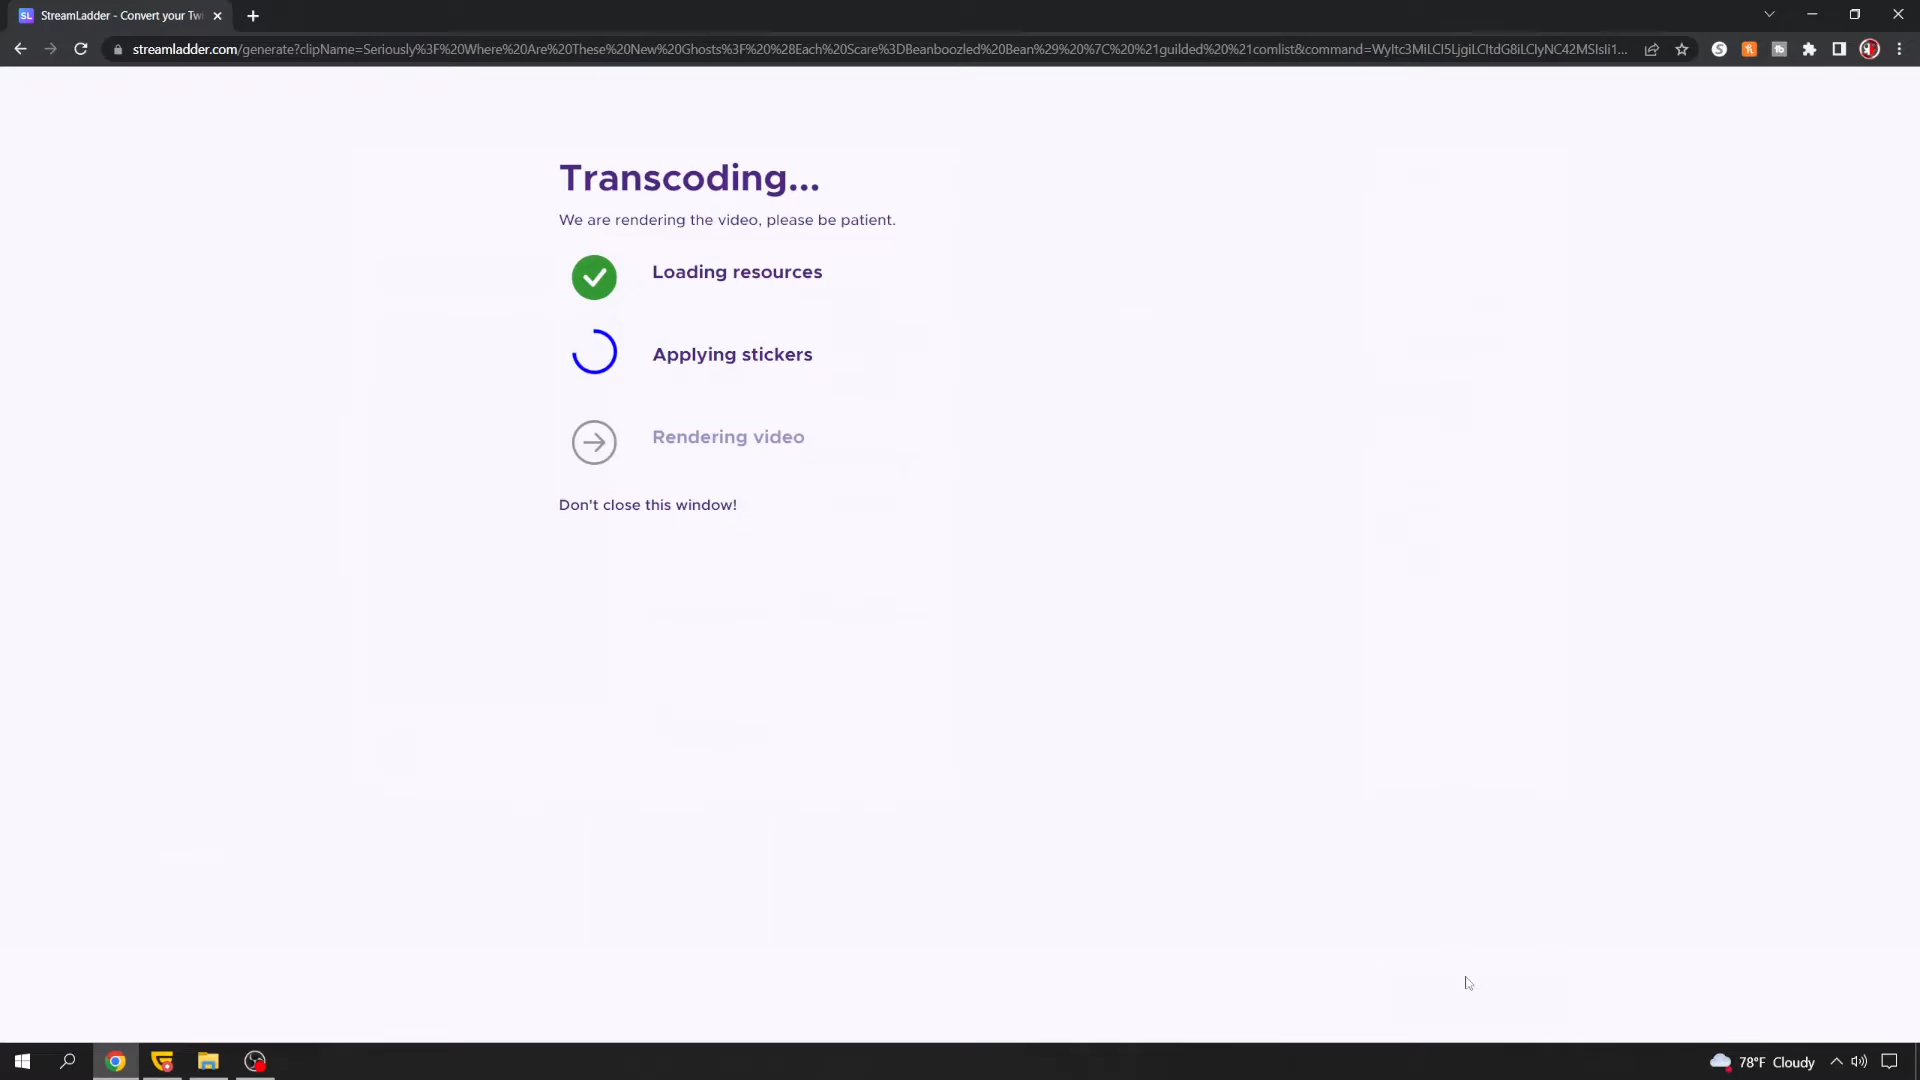 SL StreamLadder - Convert your Tw
streamladder.com/generate?clipName=Seriously%3F%20Where%20Are%20These%20New%20Ghosts%3F%20%28Each%20Scare%3DBeanboozled%20Bean%29%20%7C%20%21guilded%20%21comlist&command=WyItc3MiLCI5LjgiLCItdG8iLCIyNC42MSIsIi1...
Transcoding...
We are rendering the video, please be patient.
Loading resources
Applying stickers
Rendering video
Don't close this window!
78°F Cloudy